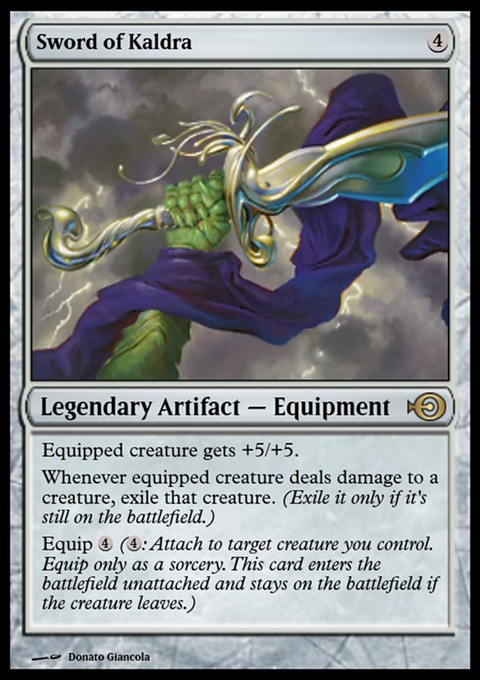 Sword of Kaldra 4
Legendary Artifact — Equipment
Equipped creature gets +5/+5.
Whenever equipped creature deals damage to a
creature, exile that creature. (Exile it only if it's
still on the battlefield.)
Equip 4 (4: Attach to target creature you control.
Equip only as a sorcery. This card enters the
battlefield unattached and stays on the battlefield if
the creature leaves.)
Donato Giancola